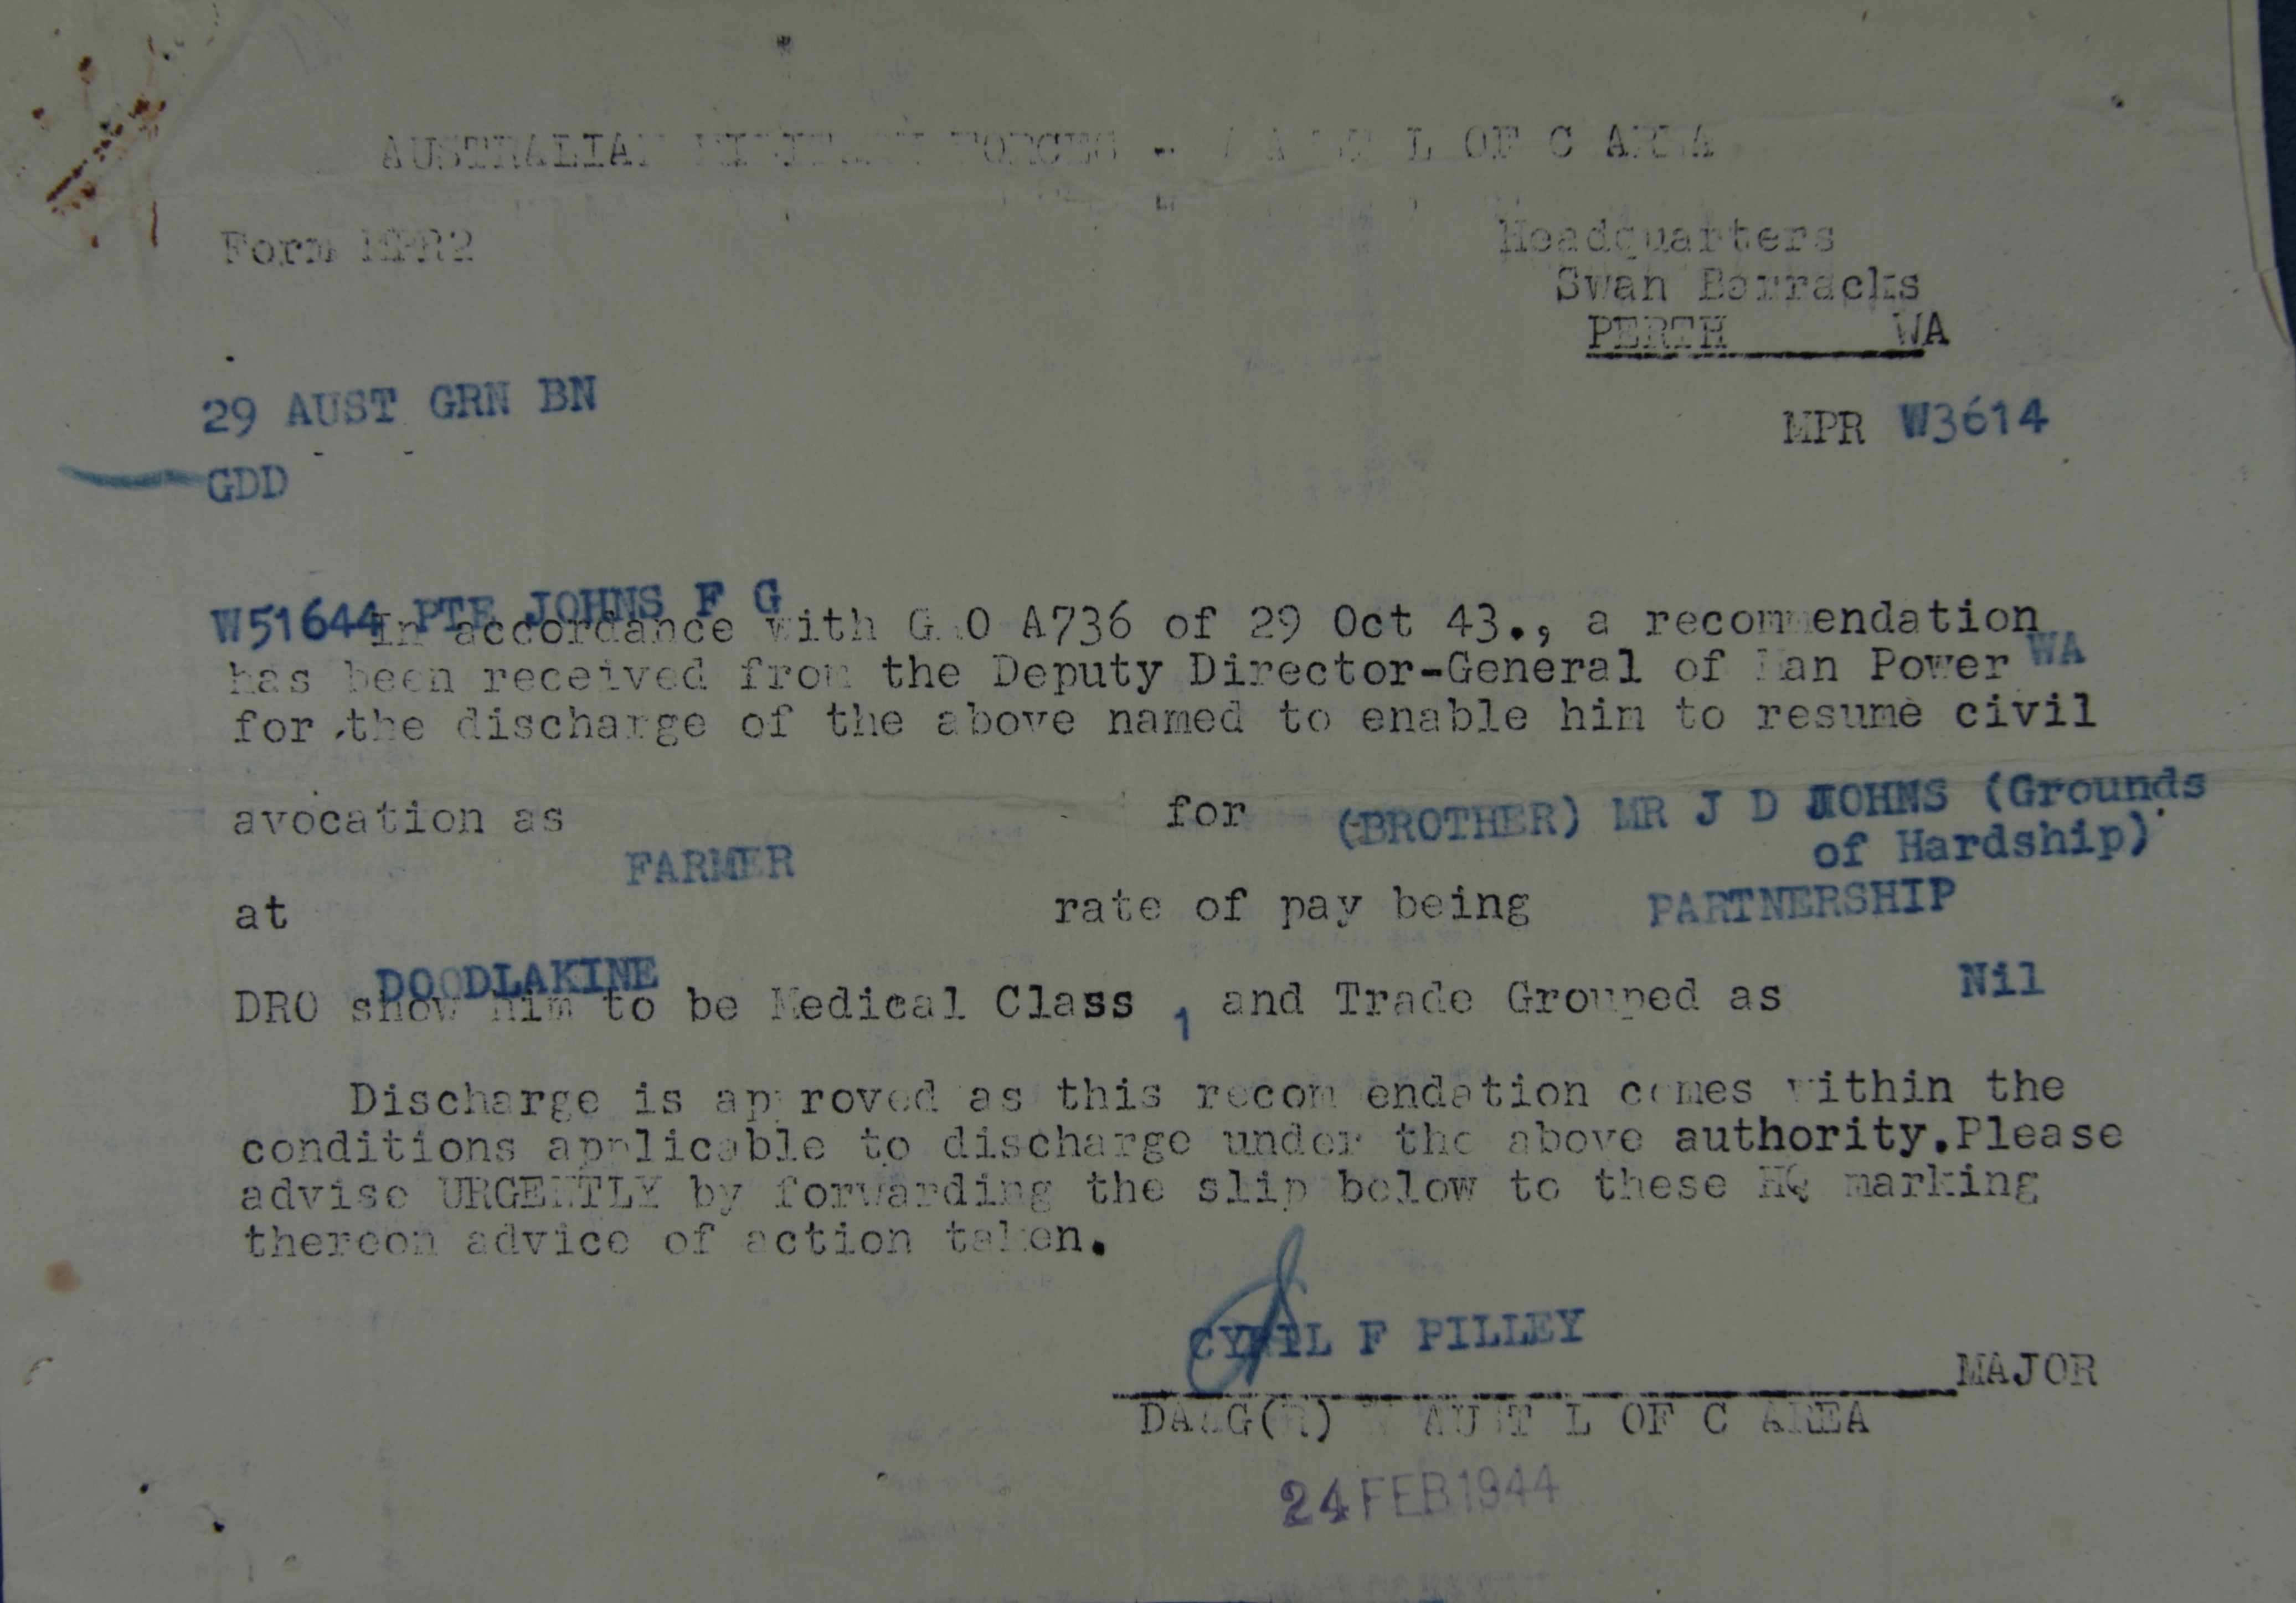 AUSTRALIAN MILITARY FORCES - L OF C AREA
Form MPR2
Headquarters
Swan Barracks
PERTH WA
29 AUST GRN BN
MPR W3614
GDD
W51644 PTE JOHNS F G
In accordance with G.O A736 of 29 Oct 43., a recommendation
has been received from the Deputy Director-General of Man Power WA
for the discharge of the above named to enable him to resume civil
avocation as FARMER for (BROTHER) MR J D JOHNS (Grounds
of Hardship)
at DOODLAKINE rate of pay being PARTNERSHIP
DRO show him to be Medical Class 1 and Trade Grouped as Nil
Discharge is approved as this recommendation comes within the
conditions applicable to discharge under the above authority.Please
advise URGENTLY by forwarding the slip below to these HQ marking
thereon advice of action taken.
CYRIL F PILLEY
MAJOR
DAAG(R) W AUST L OF C AREA
24 FEB 1944